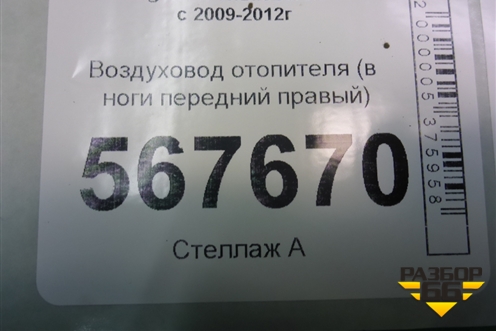 с 2009-2012г
Воздуховод отопителя (в
ноги передний правый)
567670
Стеллаж А
2000005 375958
РАЗБОР
66